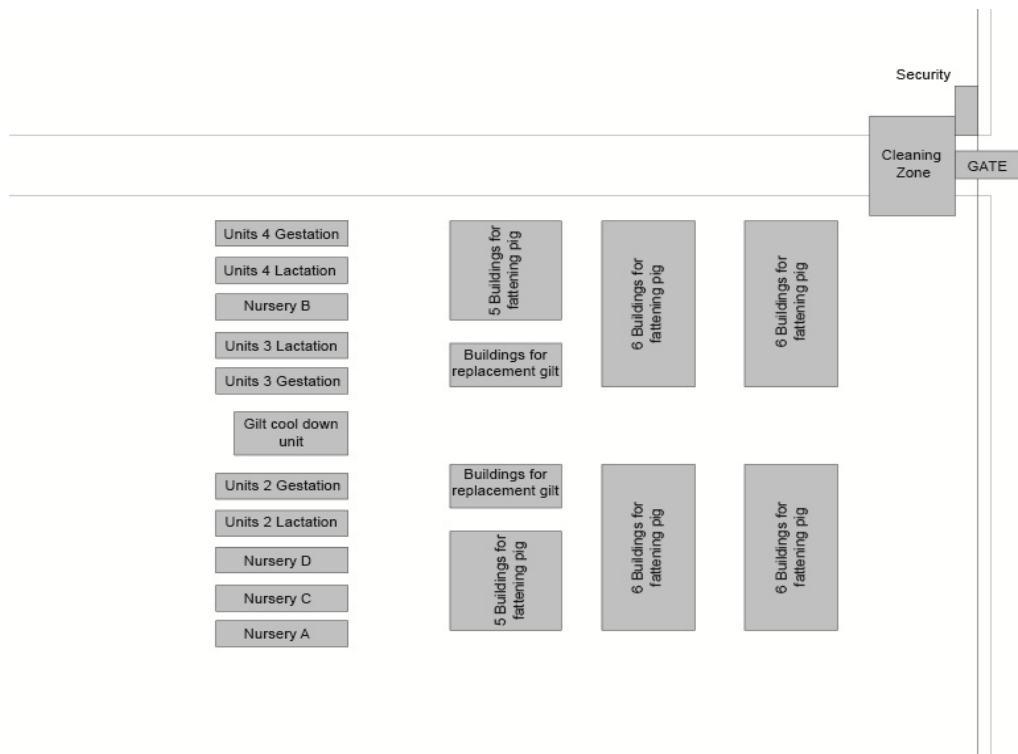 Security
Cleaning
Zone
GATE
Units 4 Gestation
Units 4 Lactation
Nursery B
Units 3 Lactation
Units 3 Gestation
Gilt cool down
unit
Units 2 Gestation
Units 2 Lactation
Nursery D
Nursery C
Nursery A
5 Buildings for
fattening pig
Buildings for
replacement gilt
Buildings for
replacement gilt
5 Buildings for
fattening pig
6 Buildings for
fattening pig
6 Buildings for
fattening pig
6 Buildings for
fattening pig
6 Buildings for
fattening pig